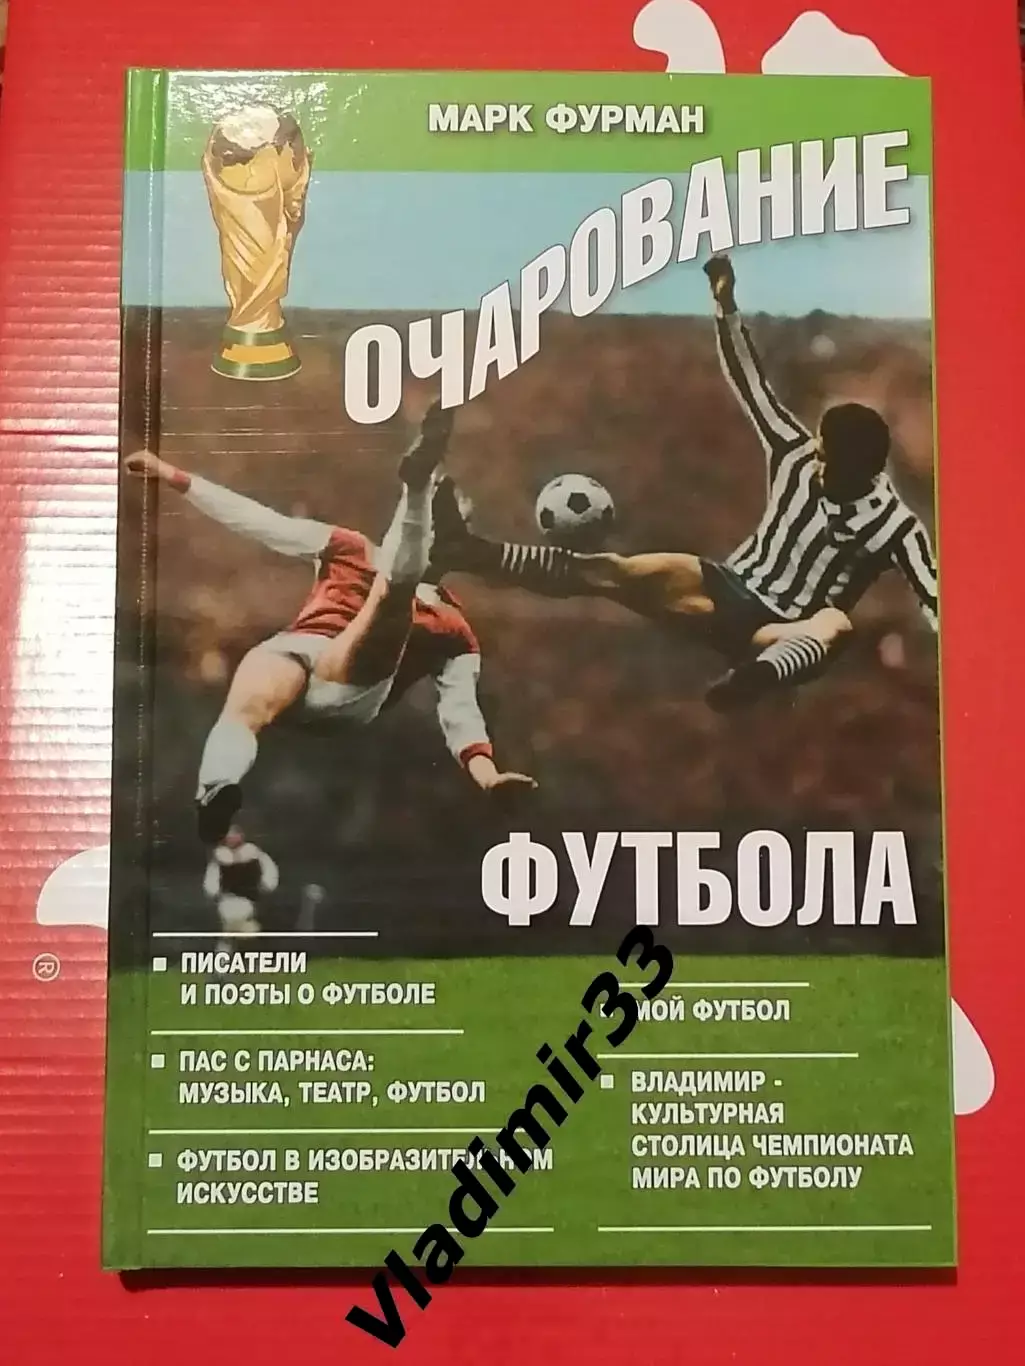 МАРК ФУРМАН
ОЧАРОВАНИЕ
ФУТБОЛА
ПИСАТЕЛИ
И ПОЭТЫ О ФУТБОЛЕ
ПАС С ПАРНАСА:
МУЗЫКА, ТЕАТР, ФУТБОЛ
ФУТБОЛ В ИЗОБРАЗИТЕЛЬНОМ
ИСКУССТВЕ
МОЙ ФУТБОЛ
ВЛАДИМИР -
КУЛЬТУРНАЯ
СТОЛИЦА ЧЕМПИОНАТА
МИРА ПО ФУТБОЛУ
vladimir33
®